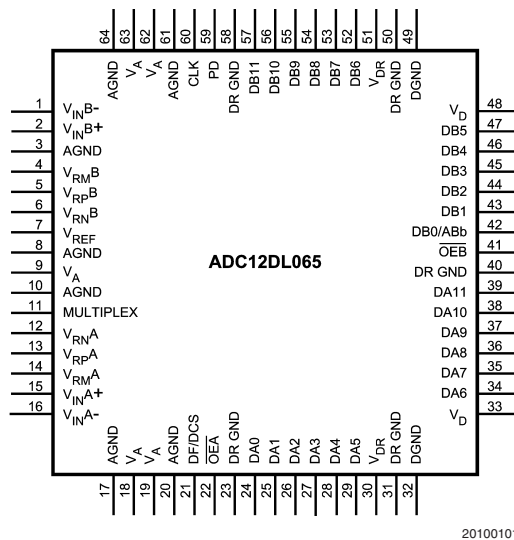 64 63 62 61 60 59 58 57 56 55 54 53 52 51 50 49
AGND VA VA AGND CLK PD DR GND DB11 DB10 DB9 DB8 DB7 DB6 VDR DR GND DGND
1 VINB-
2 VINB+
3 AGND
4 VRMB
5 VRPB
6 VRNB
7 VREF
8 AGND
9 VA
10 AGND
11 MULTIPLEX
12 VRNA
13 VRPA
14 VRMA
15 VINA+
16 VINA-
ADC12DL065
VD 48
DB5 47
DB4 46
DB3 45
DB2 44
DB1 43
DB0/ABb 42
OEB 41
DR GND 40
DA11 39
DA10 38
DA9 37
DA8 36
DA7 35
DA6 34
VD 33
AGND VA VA AGND DF/DCS OEA DR GND DA0 DA1 DA2 DA3 DA4 DA5 VDR DR GND DGND
17 18 19 20 21 22 23 24 25 26 27 28 29 30 31 32
20100101